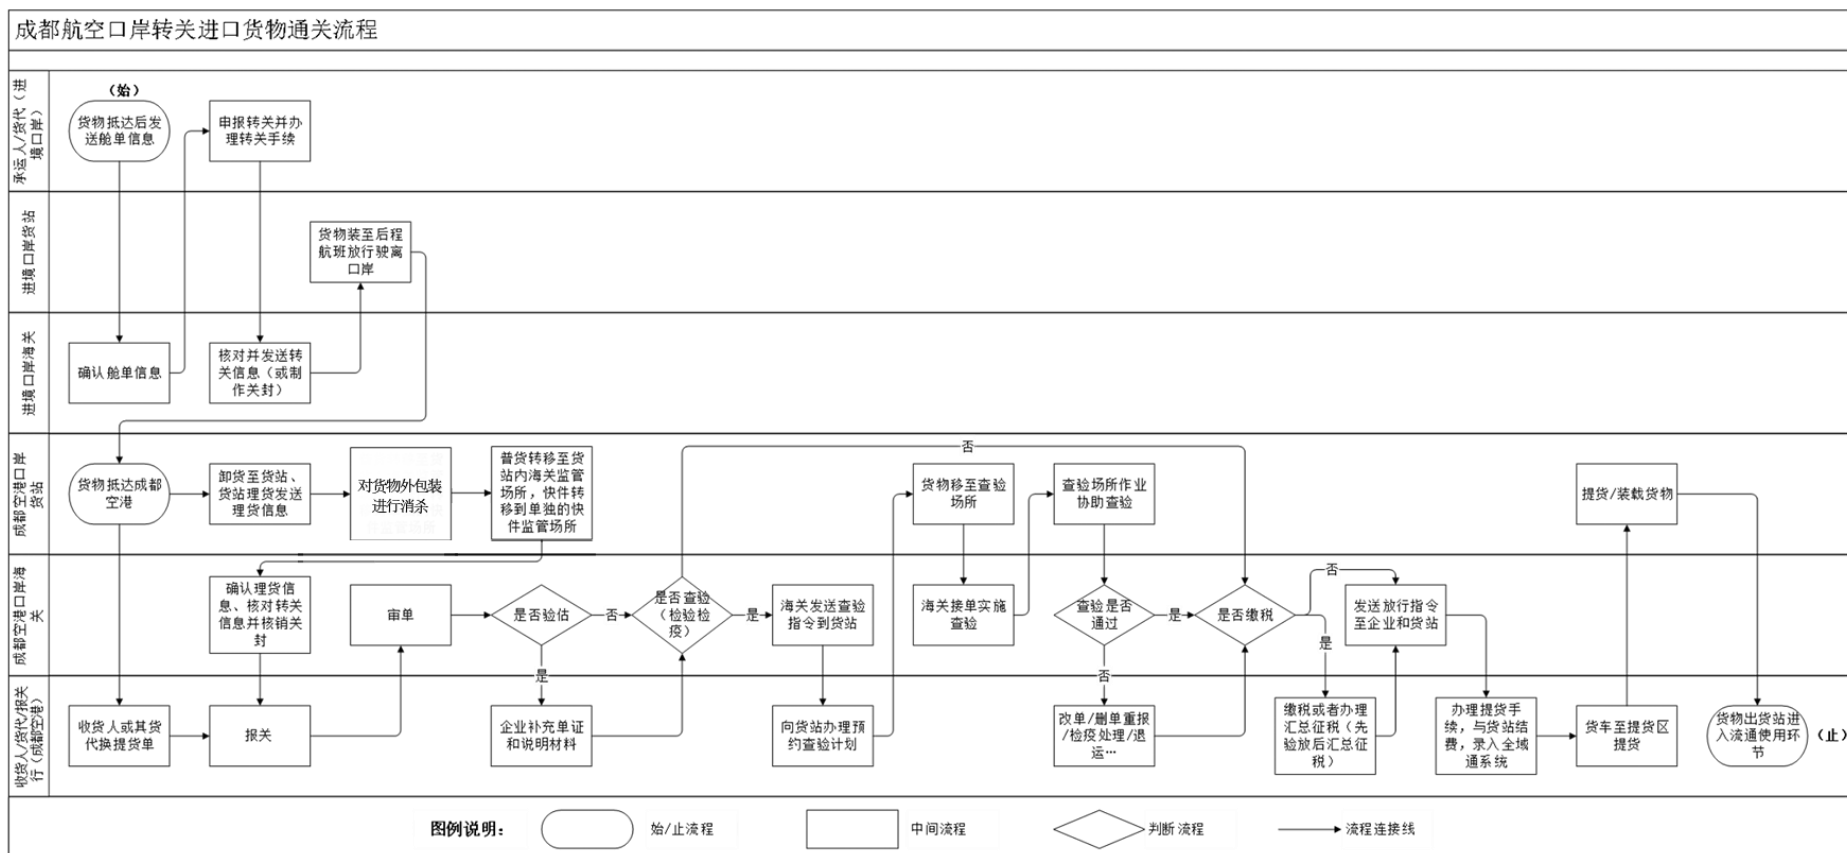 成都航空口岸转关进口货物通关流程
承运人/货代（进
境口岸）
（始）
货物抵达后发
送舱单信息
申报转关并办
理转关手续
进境口岸货站
货物装至后程
航班放行驶离
口岸
进境口岸海关
确认舱单信息
核对并发送转
关信息（或制
作关封）
成都空港口岸
货站
货物抵达成都
空港
卸货至货站、
货站理货发送
理货信息
对货物外包装
进行消杀
普货转移至货
站内海关监管
场所，快件转
移到单独的快
件监管场所
否
货物移至查验
场所
查验场所作业
协助查验
提货/装载货物
成都空港口岸海
关
确认理货信
息、核对转关
信息并核销关
封
审单
是否验估
否
是否查验
（检验检
疫）
是
海关发送查验
指令到货站
海关接单实施
查验
查验是否
通过
是
是否缴税
否
是
发送放行指令
至企业和货站
收货人/货代/报关
行（成都空港）
收货人或其货
代换提货单
报关
是
企业补充单证
和说明材料
向货站办理预
约查验计划
否
改单/删单重报
/检疫处理/退
运…
缴税或者办理
汇总征税（先
验放后汇总征
税）
办理提货手
续，与货站结
费，录入全域
通系统
货车至提货区
提货
货物出货站进
入流通使用环
节
（止）
图例说明：
始/止流程
中间流程
判断流程
流程连接线